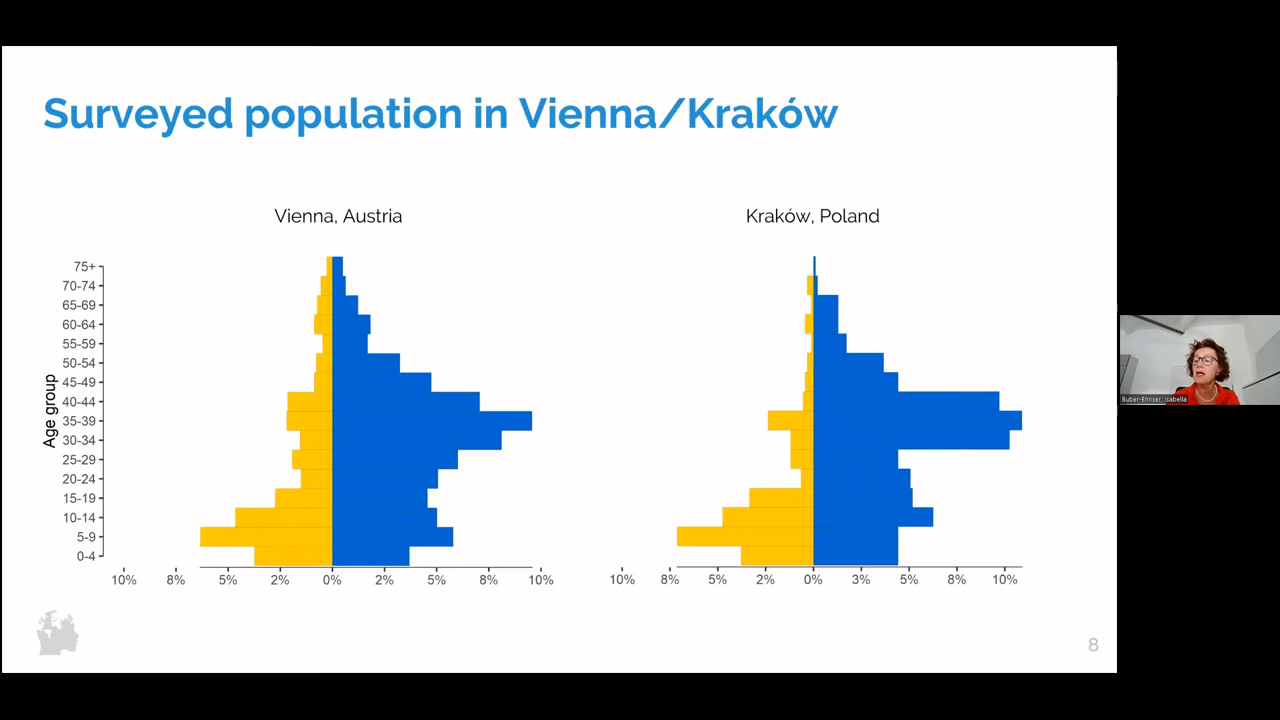 Surveyed population in Vienna/Kraków
Vienna, Austria
Kraków, Poland
Age group
75+
70-74
65-69
60-64
55-59
50-54
45-49
40-44
35-39
30-34
25-29
20-24
15-19
10-14
5-9
0-4
10% 8% 5% 2% 0% 2% 5% 8% 10%
10% 8% 5% 2% 0% 3% 5% 8% 10%
8
Buber-Ennser, Isabella